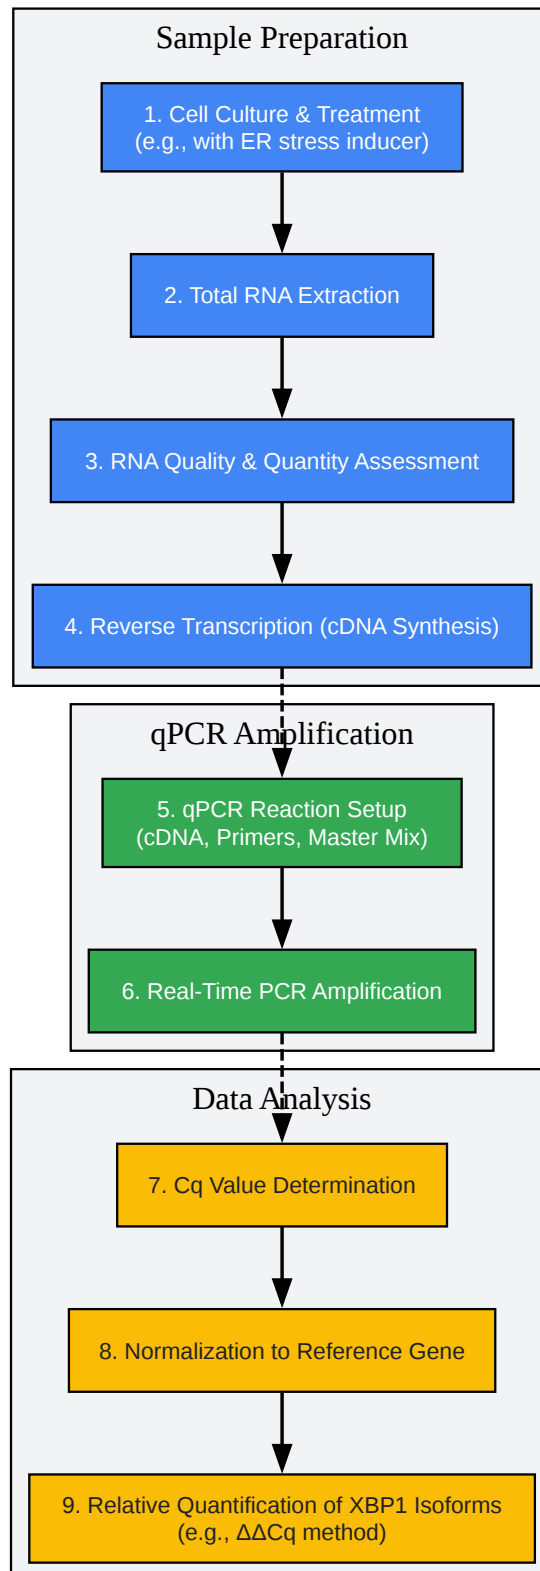 Sample Preparation
1. Cell Culture & Treatment
(e.g., with ER stress inducer)
2. Total RNA Extraction
3. RNA Quality & Quantity Assessment
4. Reverse Transcription (cDNA Synthesis)
qPCR Amplification
5. qPCR Reaction Setup
(cDNA, Primers, Master Mix)
6. Real-Time PCR Amplification
Data Analysis
7. Cq Value Determination
8. Normalization to Reference Gene
9. Relative Quantification of XBP1 Isoforms
(e.g., ΔΔCq method)